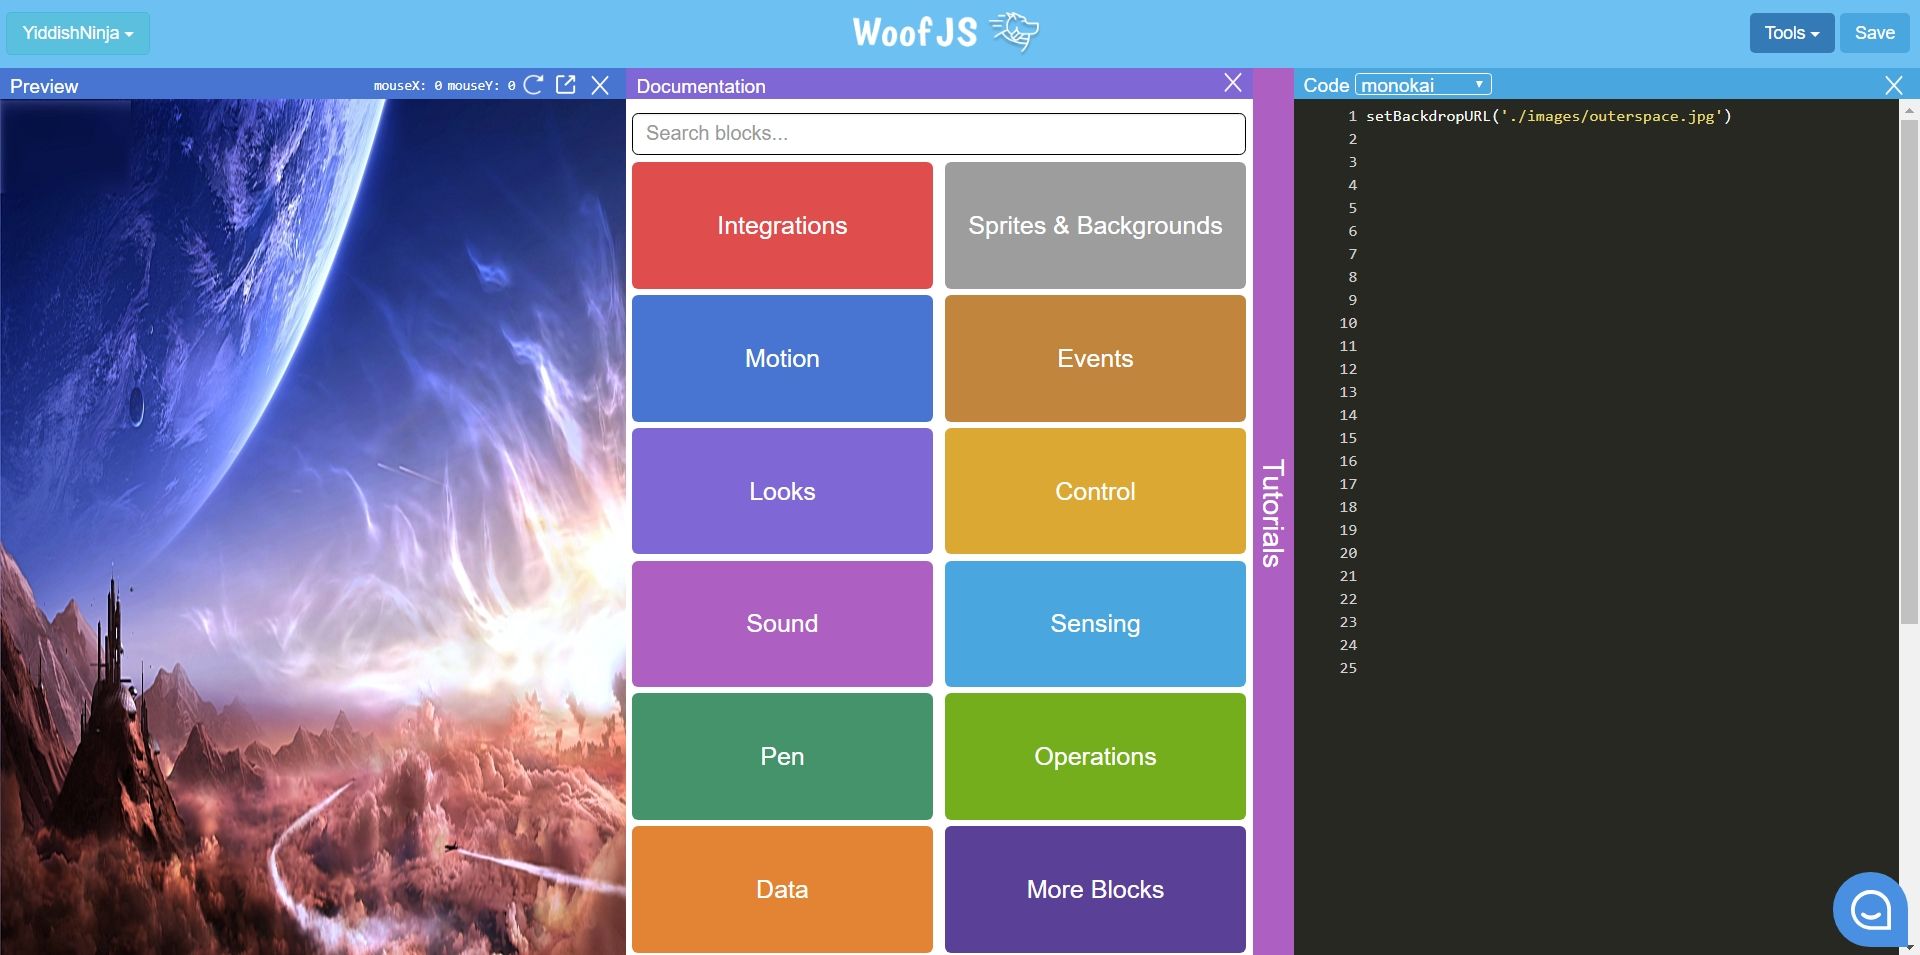 YiddishNinja
WoofJS
Tools
Save
Preview
mouseX: 0 mouseY: 0
Documentation
Search blocks...
Integrations
Sprites & Backgrounds
Motion
Events
Looks
Control
Sound
Sensing
Pen
Operations
Data
More Blocks
Tutorials
Code monokai
1 setBackdropURL('./images/outerspace.jpg')
2
3
4
5
6
7
8
9
10
11
12
13
14
15
16
17
18
19
20
21
22
23
24
25